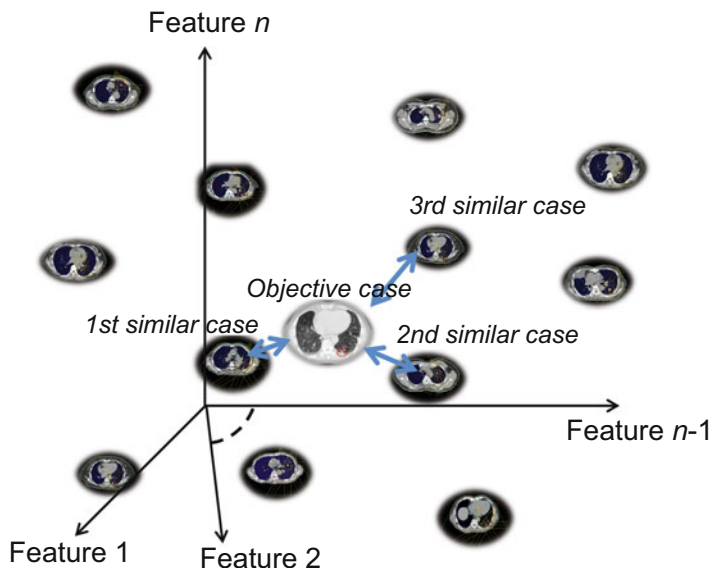 Feature n
3rd similar case
Objective case
1st similar case
2nd similar case
Feature n-1
Feature 1
Feature 2